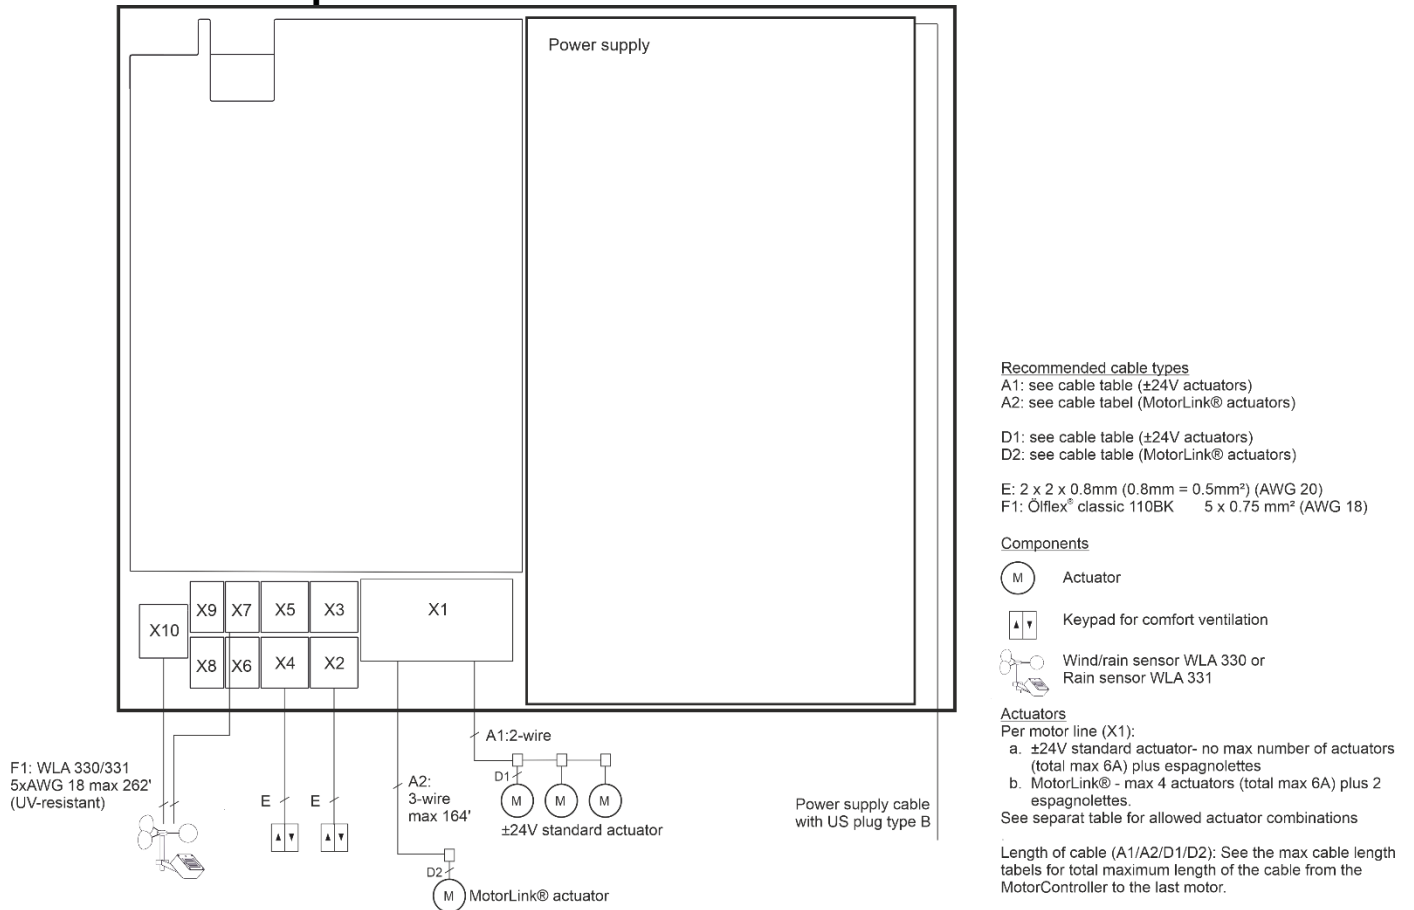 Power supply
X10
X9
X7
X5
X3
X1
X8
X6
X4
X2
F1: WLA 330/331
5xAWG 18 max 262'
(UV-resistant)
E
E
A2:
3-wire
max 164'
A1:2-wire
D1
M
M
M
±24V standard actuator
D2
M
MotorLink® actuator
Power supply cable
with US plug type B
Recommended cable types
A1: see cable table (±24V actuators)
A2: see cable tabel (MotorLink® actuators)
D1: see cable table (±24V actuators)
D2: see cable table (MotorLink® actuators)
E: 2 x 2 x 0.8mm (0.8mm = 0.5mm²) (AWG 20)
F1: Ölflex® classic 110BK 5 x 0.75 mm² (AWG 18)
Components
M
Actuator
Keypad for comfort ventilation
Wind/rain sensor WLA 330 or
Rain sensor WLA 331
Actuators
Per motor line (X1):
a. ±24V standard actuator- no max number of actuators
(total max 6A) plus espagnolettes
b. MotorLink® - max 4 actuators (total max 6A) plus 2
espagnolettes.
See separat table for allowed actuator combinations
Length of cable (A1/A2/D1/D2): See the max cable length
tabels for total maximum length of the cable from the
MotorController to the last motor.